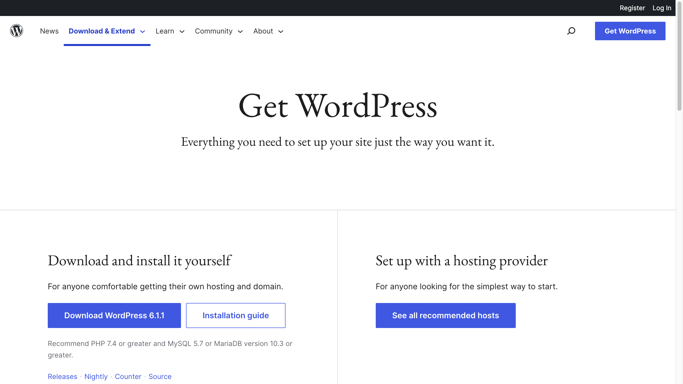 Register Log In
News Download & Extend Learn Community About Get WordPress
Get WordPress
Everything you need to set up your site just the way you want it.
Download and install it yourself
For anyone comfortable getting their own hosting and domain.
Download WordPress 6.1.1 Installation guide
Recommend PHP 7.4 or greater and MySQL 5.7 or MariaDB version 10.3 or
greater.
Releases · Nightly · Counter · Source
Set up with a hosting provider
For anyone looking for the simplest way to start.
See all recommended hosts